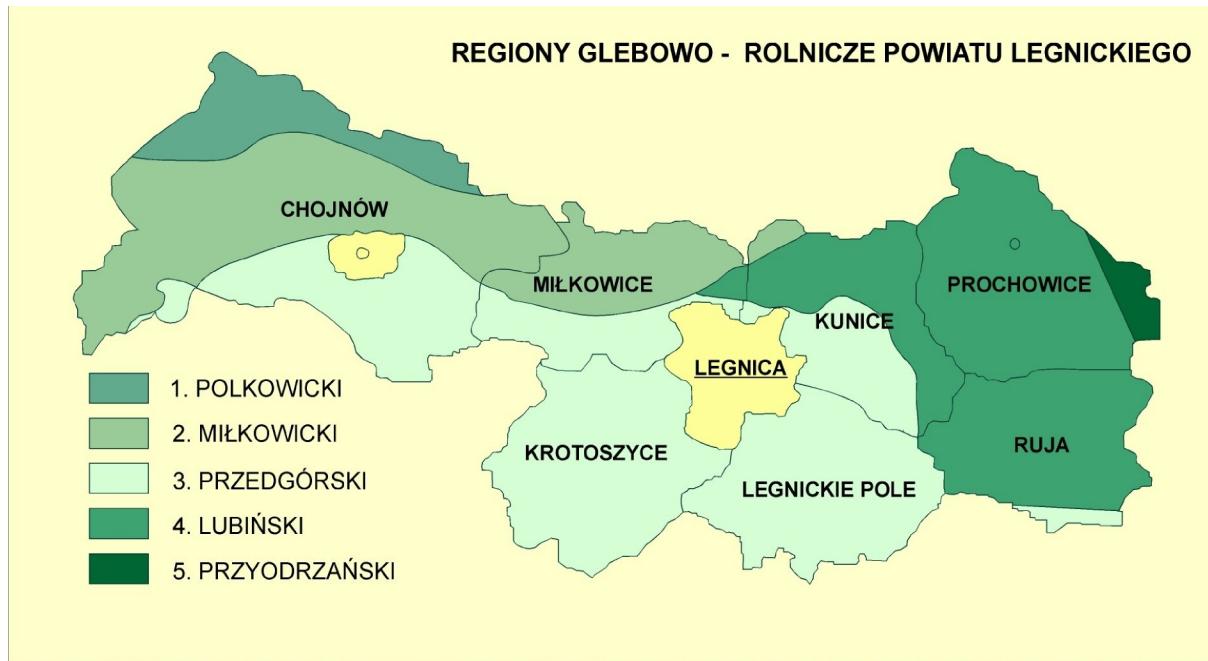 REGIONY GLEBOWO - ROLNICZE POWIATU LEGNICKIEGO
CHOJNÓW
MIŁKOWICE
PROCHOWICE
KUNICE
LEGNICA
KROTOSZYCE
RUJA
LEGNICKIE POLE
1. POLKOWICKI
2. MIŁKOWICKI
3. PRZEDGÓRSKI
4. LUBIŃSKI
5. PRZYODRZAŃSKI